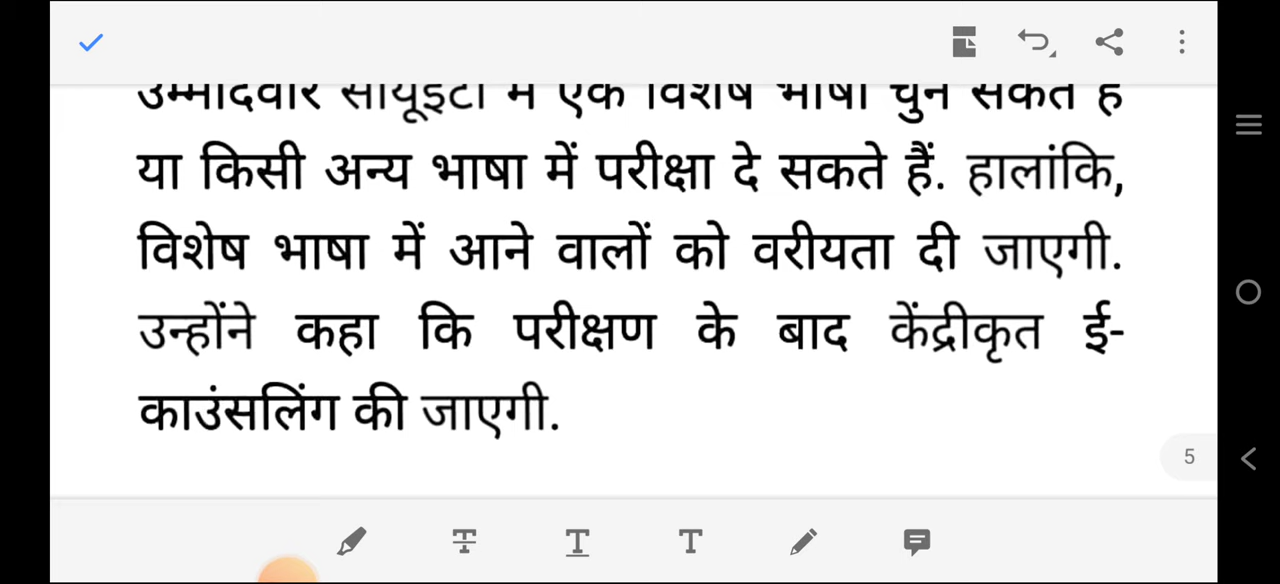 उम्मीदवार सीयूईटी में एक विशेष भाषा चुन सकते हैं
या किसी अन्य भाषा में परीक्षा दे सकते हैं. हालांकि,
विशेष भाषा में आने वालों को वरीयता दी जाएगी.
उन्होंने कहा कि परीक्षण के बाद केंद्रीकृत ई-
काउंसलिंग की जाएगी.
5